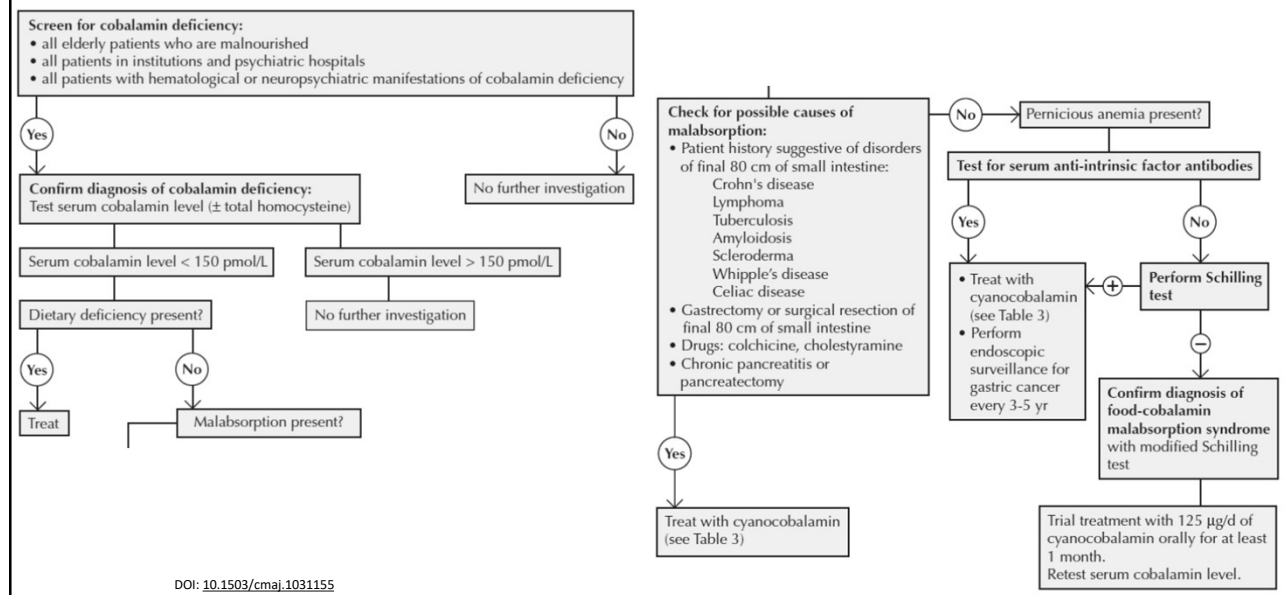 Screen for cobalamin deficiency:
• all elderly patients who are malnourished
• all patients in institutions and psychiatric hospitals
• all patients with hematological or neuropsychiatric manifestations of cobalamin deficiency
Yes
No
Confirm diagnosis of cobalamin deficiency:
Test serum cobalamin level (± total homocysteine)
No further investigation
Serum cobalamin level < 150 pmol/L
Serum cobalamin level > 150 pmol/L
Dietary deficiency present?
No further investigation
Yes
No
Treat
Malabsorption present?
Check for possible causes of
malabsorption:
• Patient history suggestive of disorders
of final 80 cm of small intestine:
Crohn's disease
Lymphoma
Tuberculosis
Amyloidosis
Scleroderma
Whipple's disease
Celiac disease
• Gastrectomy or surgical resection of
final 80 cm of small intestine
• Drugs: colchicine, cholestyramine
• Chronic pancreatitis or
pancreatectomy
Yes
Treat with cyanocobalamin
(see Table 3)
No
Pernicious anemia present?
Test for serum anti-intrinsic factor antibodies
Yes
No
• Treat with
cyanocobalamin
(see Table 3)
• Perform
endoscopic
surveillance for
gastric cancer
every 3-5 yr
+
Perform Schilling
test
−
Confirm diagnosis of
food-cobalamin
malabsorption syndrome
with modified Schilling
test
Trial treatment with 125 µg/d of
cyanocobalamin orally for at least
1 month.
Retest serum cobalamin level.
DOI: 10.1503/cmaj.1031155